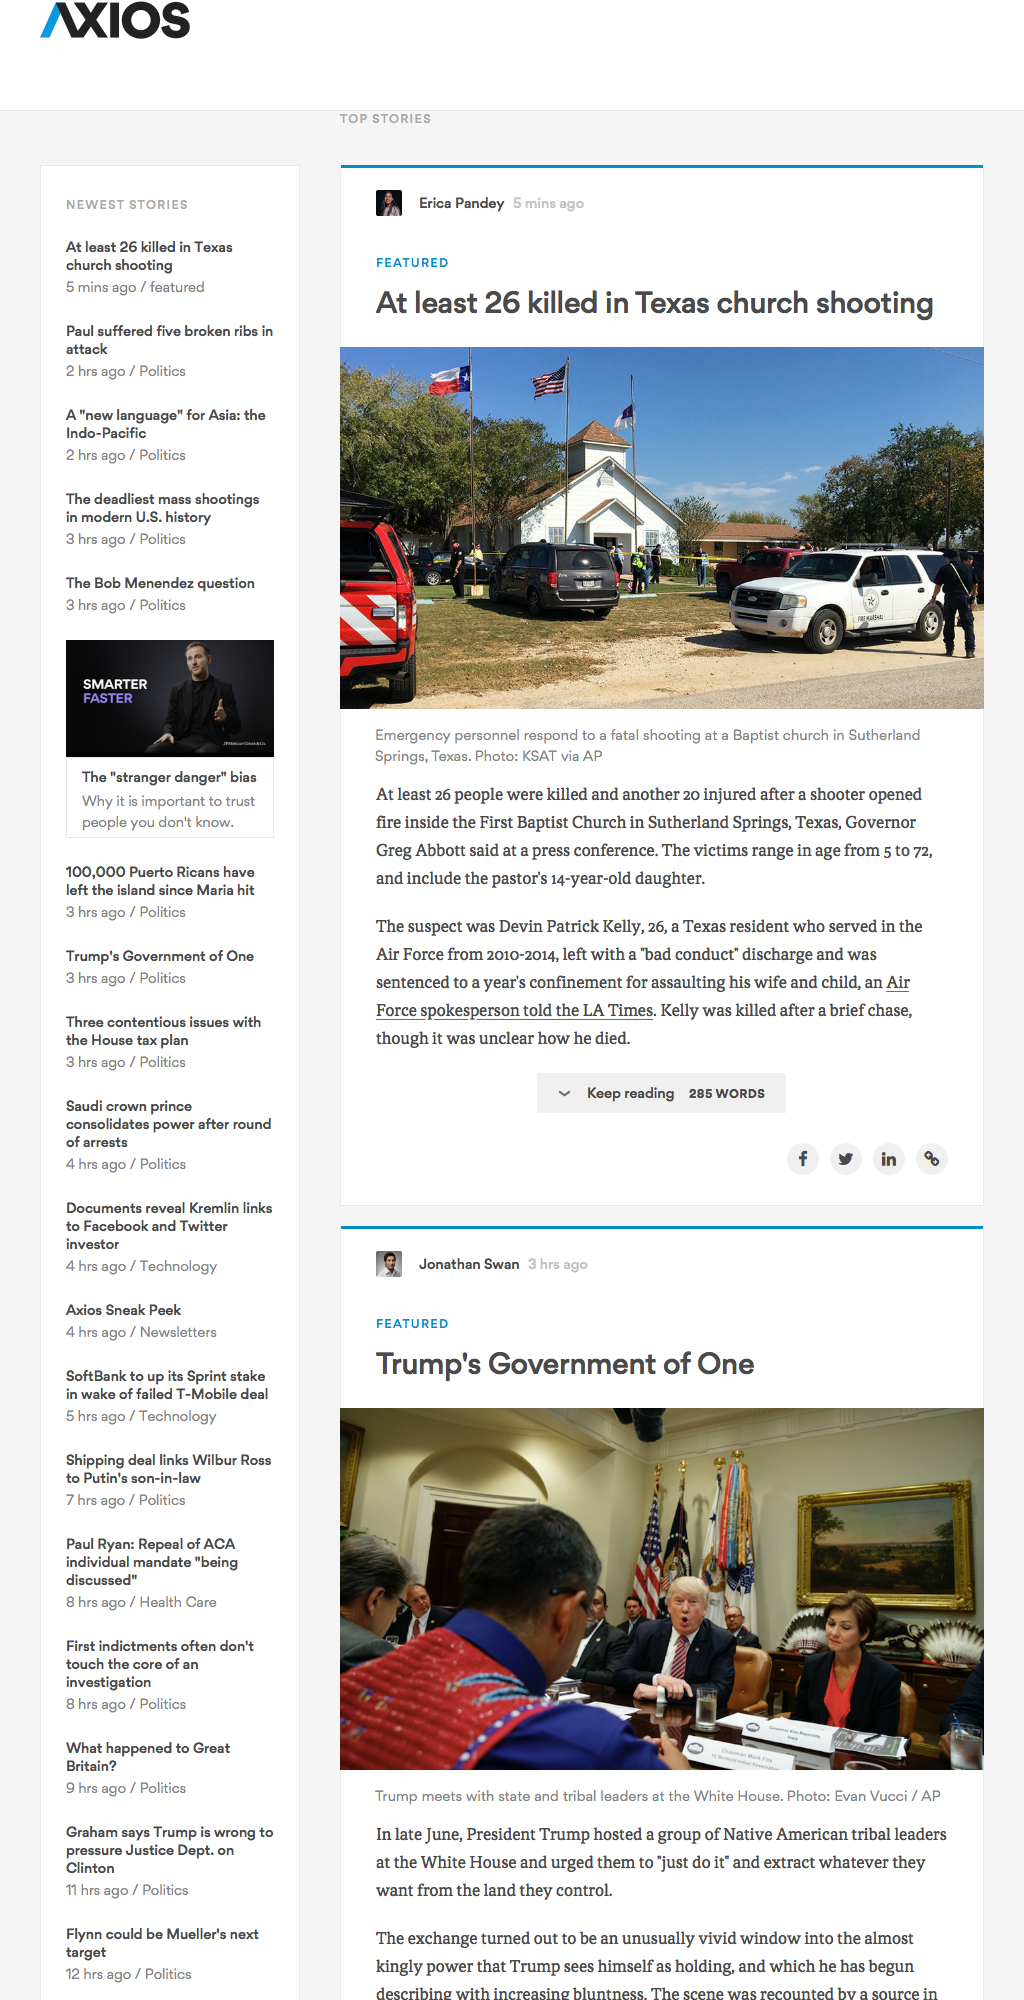 AXIOS
TOP STORIES
NEWEST STORIES
At least 26 killed in Texas
church shooting
5 mins ago / featured
Paul suffered five broken ribs in
attack
2 hrs ago / Politics
A "new language" for Asia: the
Indo-Pacific
2 hrs ago / Politics
The deadliest mass shootings
in modern U.S. history
3 hrs ago / Politics
The Bob Menendez question
3 hrs ago / Politics
SMARTER
FASTER
JPMorgan Chase & Co.
The "stranger danger" bias
Why it is important to trust
people you don't know.
100,000 Puerto Ricans have
left the island since Maria hit
3 hrs ago / Politics
Trump's Government of One
3 hrs ago / Politics
Three contentious issues with
the House tax plan
3 hrs ago / Politics
Saudi crown prince
consolidates power after round
of arrests
4 hrs ago / Politics
Documents reveal Kremlin links
to Facebook and Twitter
investor
4 hrs ago / Technology
Axios Sneak Peek
4 hrs ago / Newsletters
SoftBank to up its Sprint stake
in wake of failed T-Mobile deal
5 hrs ago / Technology
Shipping deal links Wilbur Ross
to Putin's son-in-law
7 hrs ago / Politics
Paul Ryan: Repeal of ACA
individual mandate "being
discussed"
8 hrs ago / Health Care
First indictments often don't
touch the core of an
investigation
8 hrs ago / Politics
What happened to Great
Britain?
9 hrs ago / Politics
Graham says Trump is wrong to
pressure Justice Dept. on
Clinton
11 hrs ago / Politics
Flynn could be Mueller's next
target
12 hrs ago / Politics
Erica Pandey 5 mins ago
FEATURED
At least 26 killed in Texas church shooting
FIRE MARSHAL
Emergency personnel respond to a fatal shooting at a Baptist church in Sutherland
Springs, Texas. Photo: KSAT via AP
At least 26 people were killed and another 20 injured after a shooter opened
fire inside the First Baptist Church in Sutherland Springs, Texas, Governor
Greg Abbott said at a press conference. The victims range in age from 5 to 72,
and include the pastor's 14-year-old daughter.
The suspect was Devin Patrick Kelly, 26, a Texas resident who served in the
Air Force from 2010-2014, left with a "bad conduct" discharge and was
sentenced to a year's confinement for assaulting his wife and child, an Air
Force spokesperson told the LA Times. Kelly was killed after a brief chase,
though it was unclear how he died.
Keep reading 285 WORDS
Jonathan Swan 3 hrs ago
FEATURED
Trump's Government of One
Governor Kim Reynolds
Iowa
Chairman Mark Fox
Trump meets with state and tribal leaders at the White House. Photo: Evan Vucci / AP
In late June, President Trump hosted a group of Native American tribal leaders
at the White House and urged them to "just do it" and extract whatever they
want from the land they control.
The exchange turned out to be an unusually vivid window into the almost
kingly power that Trump sees himself as holding, and which he has begun
describing with increasing bluntness. The scene was recounted by a source in